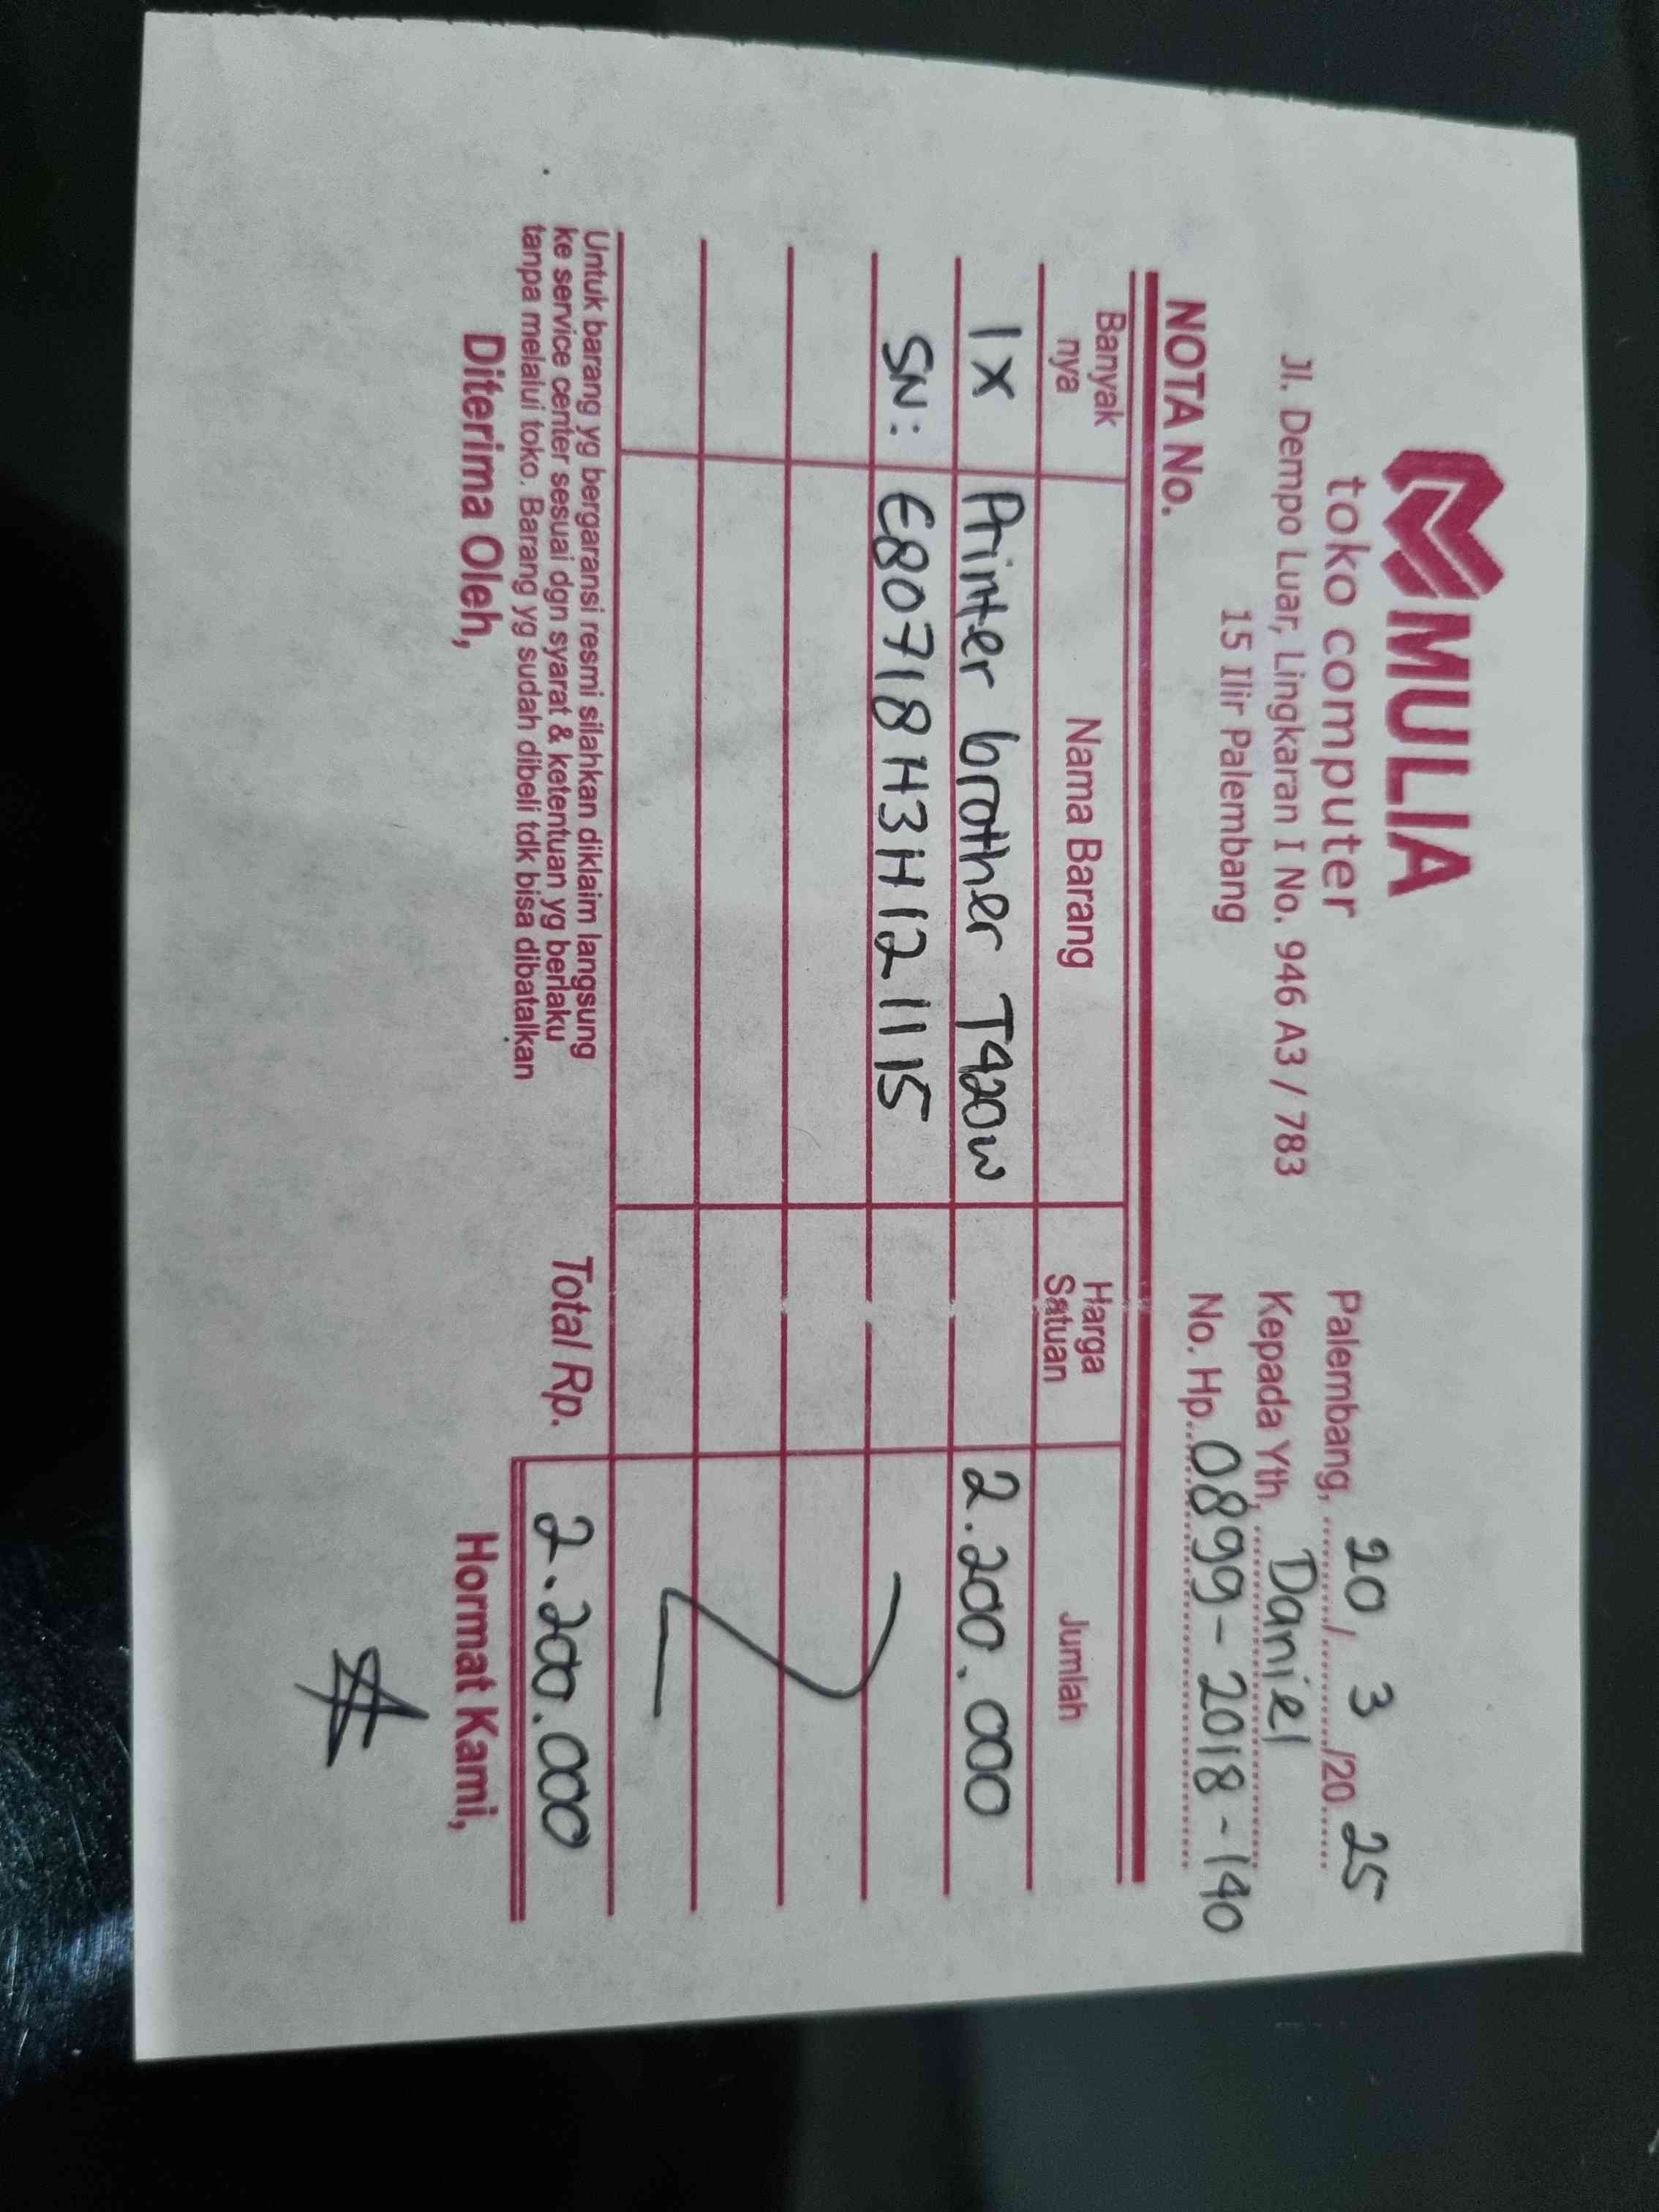 MULIA
toko computer
Jl. Dempo Luar, Lingkaran I No. 946 A3 / 783
15 Ilir Palembang
Palembang, 20 / 3 /20 25
Kepada Yth, Daniel
No. Hp. 0899-2018-140
NOTA No.
Banyak nya Nama Barang Harga Satuan Jumlah
1x Printer brother T420w 2.200.000
SN: E80718H3H121115
Total Rp. 2.200.000
Untuk barang yg bergaransi resmi silahkan diklaim langsung
ke service center sesuai dgn syarat & ketentuan yg berlaku
tanpa melalui toko. Barang yg sudah dibeli tdk bisa dibatalkan
Diterima Oleh, Hormat Kami,